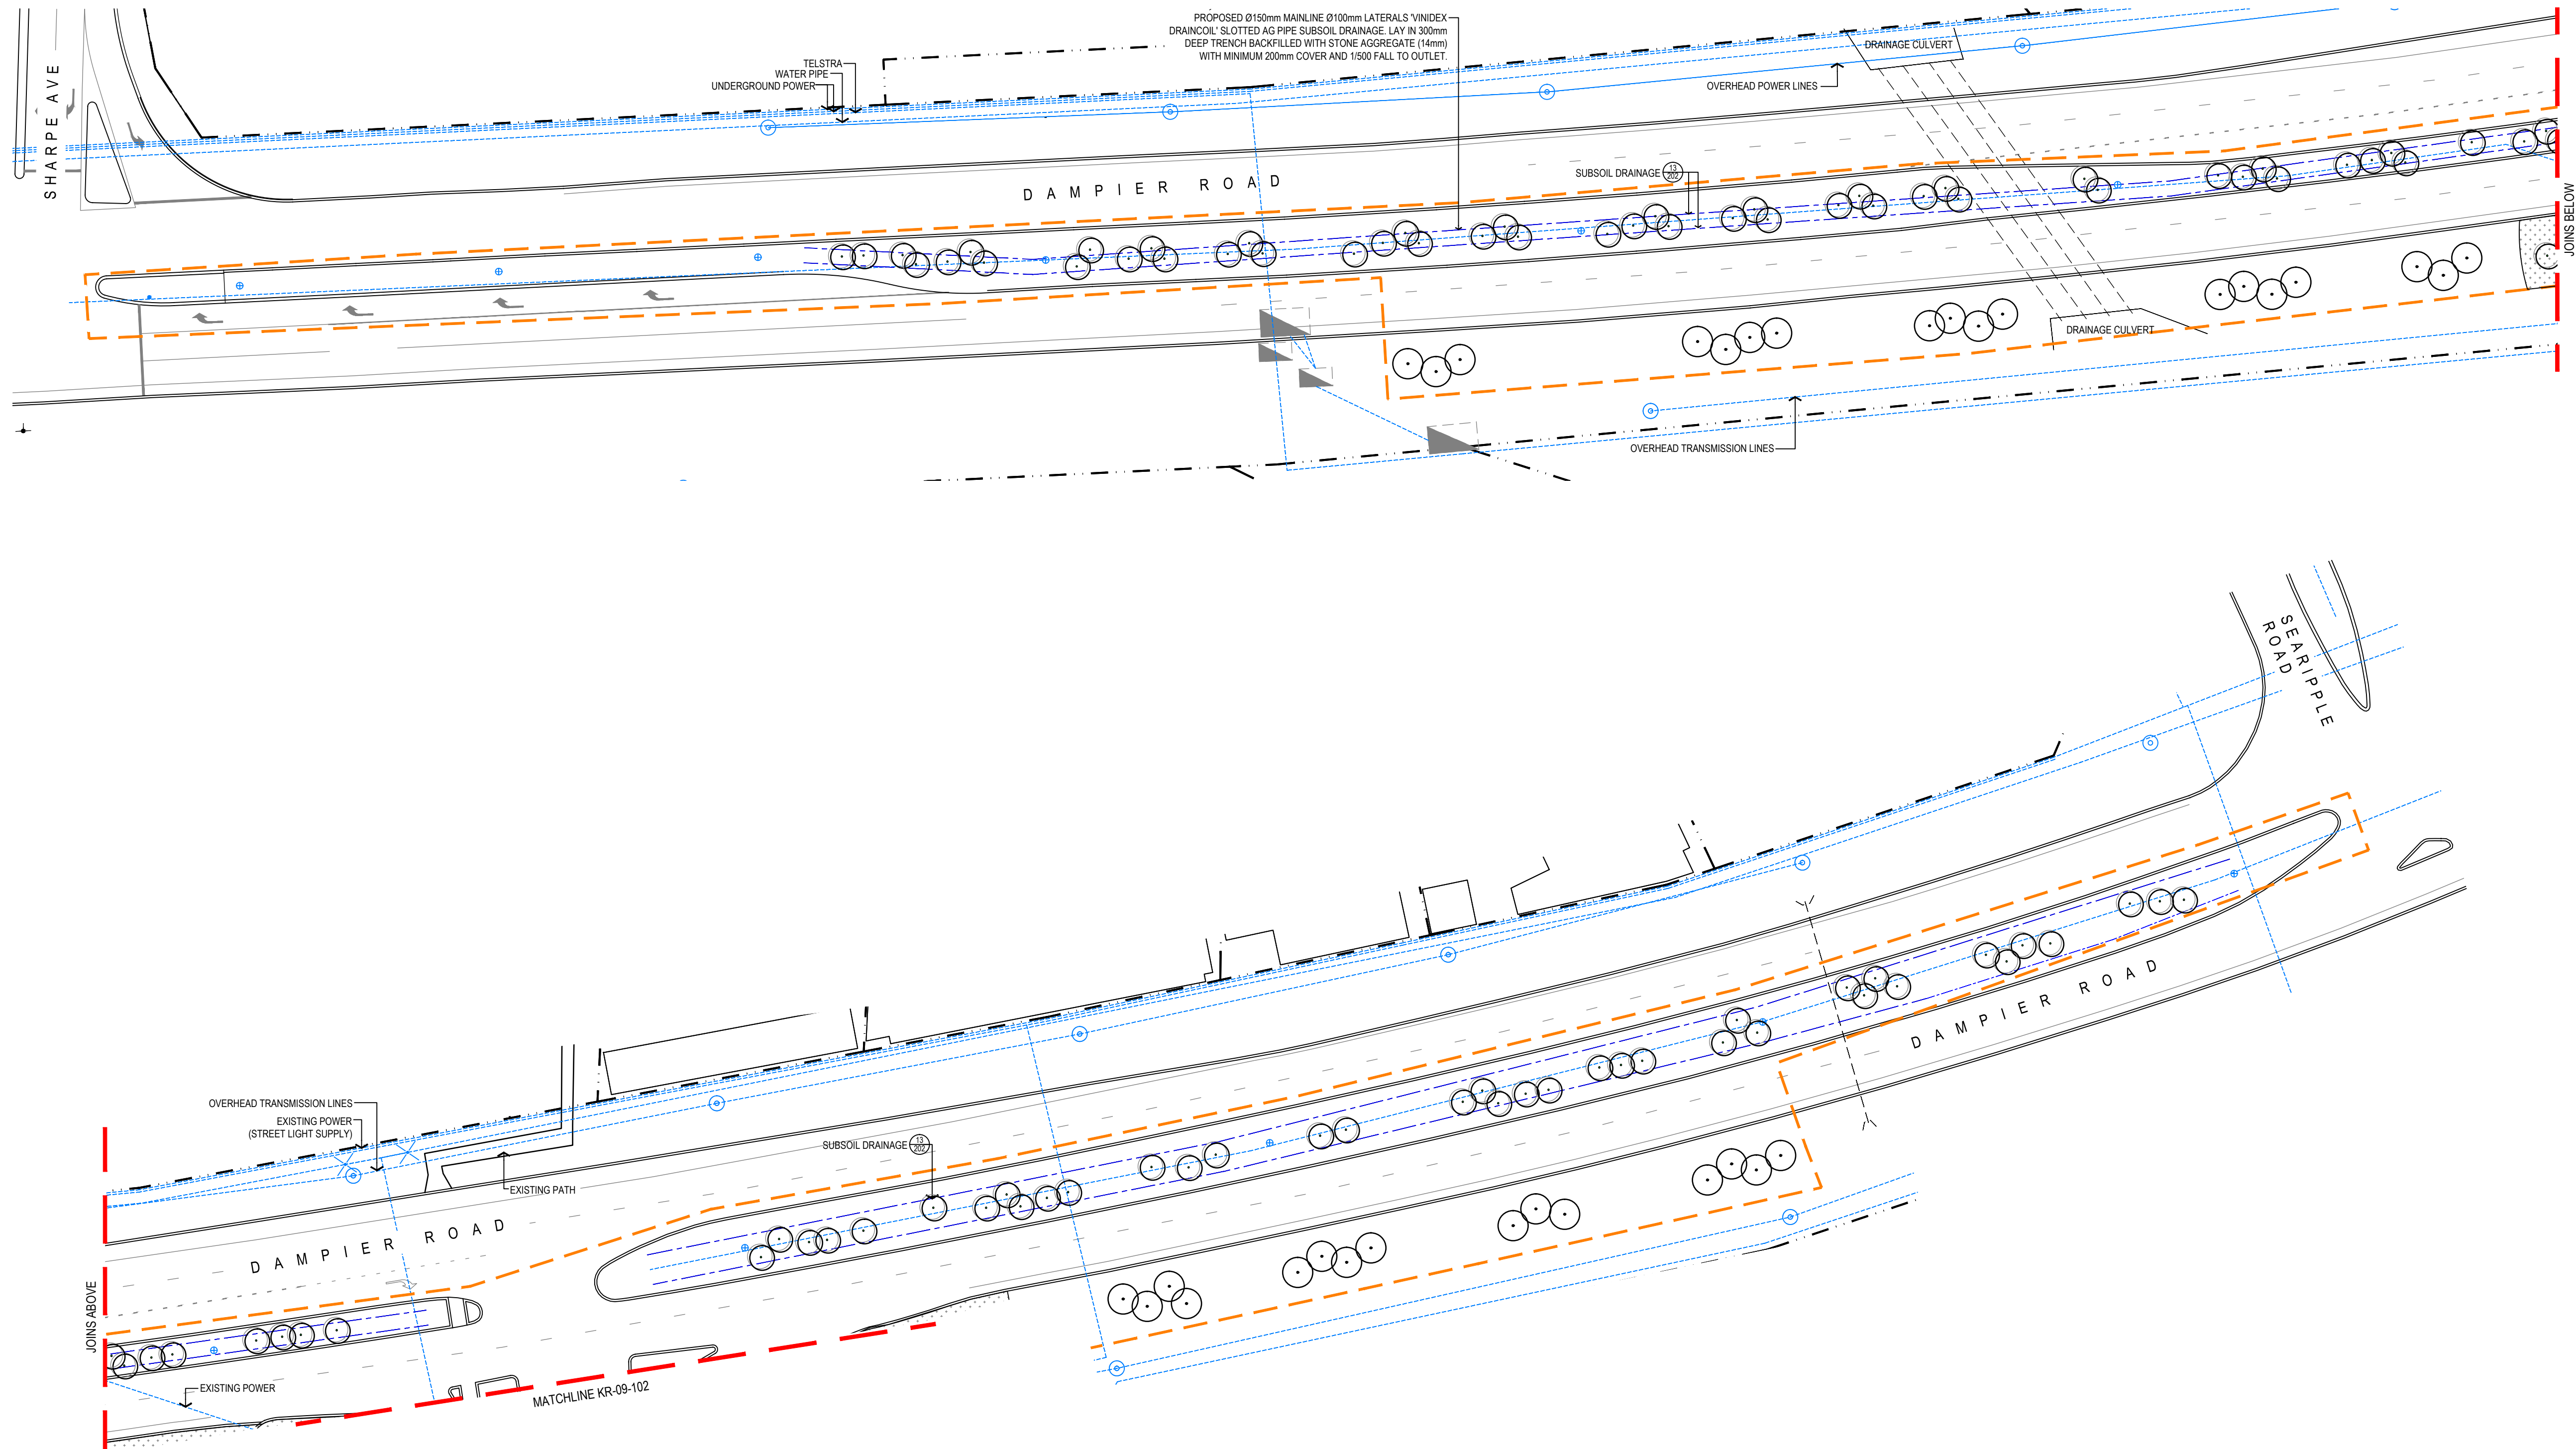 PROPOSED Ø150mm MAINLINE Ø100mm LATERALS 'VINIDEX
DRAINCOIL' SLOTTED AG PIPE SUBSOIL DRAINAGE. LAY IN 300mm
DEEP TRENCH BACKFILLED WITH STONE AGGREGATE (14mm)
WITH MINIMUM 200mm COVER AND 1/500 FALL TO OUTLET.
DRAINAGE CULVERT
TELSTRA
WATER PIPE
UNDERGROUND POWER
OVERHEAD POWER LINES
SHARPE AVE
DAMPIER ROAD
SUBSOIL DRAINAGE
13
202
JOINS BELOW
DRAINAGE CULVERT
OVERHEAD TRANSMISSION LINES
SEARIPPLE
ROAD
DAMPIER ROAD
OVERHEAD TRANSMISSION LINES
EXISTING POWER
(STREET LIGHT SUPPLY)
SUBSOIL DRAINAGE
13
202
EXISTING PATH
DAMPIER ROAD
JOINS ABOVE
EXISTING POWER
MATCHLINE KR-09-102